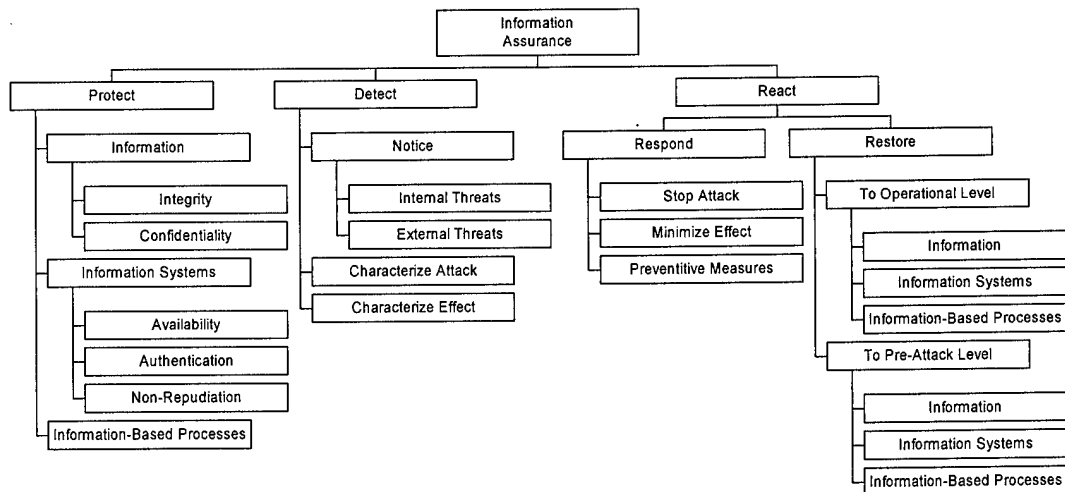 Information
Assurance
Protect
Detect
React
Information
Notice
Respond
Restore
Integrity
Internal Threats
Stop Attack
To Operational Level
Confidentiality
External Threats
Minimize Effect
Information
Information Systems
Characterize Attack
Preventitive Measures
Information Systems
Availability
Characterize Effect
Information-Based Processes
Authentication
To Pre-Attack Level
Non-Repudiation
Information
Information-Based Processes
Information Systems
Information-Based Processes